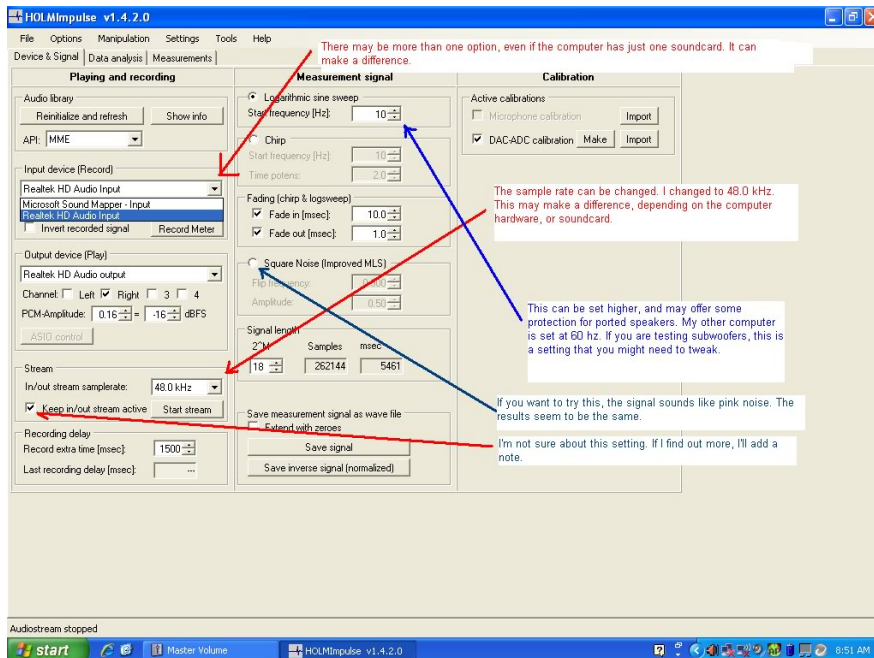 HOLMImpulse v1.4.2.0
File Options Manipulation Settings Tools Help
Device & Signal Data analysis Measurements
There may be more than one option, even if the computer has just one soundcard. It can
make a difference.
Playing and recording
Audio library
Reinitialize and refresh Show info
API: MME
Input device (Record)
Realtek HD Audio Input
Microsoft Sound Mapper - Input
Realtek HD Audio Input
Invert recorded signal Record Meter
Output device (Play)
Realtek HD Audio output
Channel: Left Right 3 4
PCM-Amplitude: 0.16 = -16 dBFS
ASIO control
Stream
In/out stream samplerate: 48.0 kHz
Keep in/out stream active Start stream
Recording delay
Record extra time [msec]: 1500
Last recording delay [msec]: ---
Measurement signal
Logarithmic sine sweep
Start frequency [Hz]: 10
Chirp
Start frequency [Hz]: 10
Time potens: 2.0
Fading (chirp & logsweep)
Fade in [msec]: 10.0
Fade out [msec]: 1.0
Square Noise (Improved MLS)
Flip frequency: 0.500
Amplitude: 0.50
Signal length
2^M Samples msec
18 262144 5461
Save measurement signal as wave file
Extend with zeroes
Save signal
Save inverse signal (normalized)
Calibration
Active calibrations
Microphone calibration Import
DAC-ADC calibration Make Import
The sample rate can be changed. I changed to 48.0 kHz.
This may make a difference, depending on the computer
hardware, or soundcard.
This can be set higher, and may offer some
protection for ported speakers. My other computer
is set at 60 hz. If you are testing subwoofers, this is
a setting that you might need to tweak.
If you want to try this, the signal sounds like pink noise. The
results seem to be the same.
I'm not sure about this setting. If I find out more, I'll add a
note.
Audiostream stopped
start Master Volume HOLMImpulse v1.4.2.0 8:51 AM